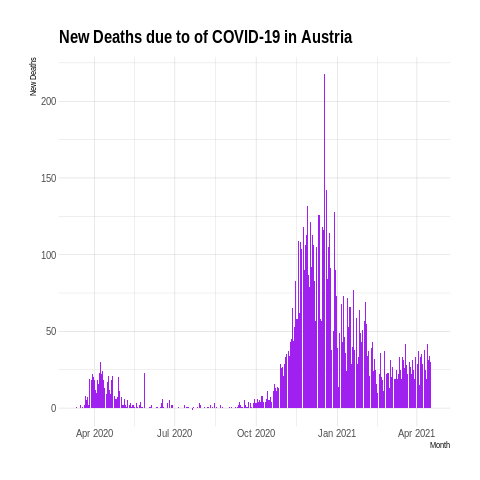 New Deaths due to of COVID-19 in Austria
New Deaths
200
150
100
50
0
Apr 2020 Jul 2020 Oct 2020 Jan 2021 Apr 2021
Month